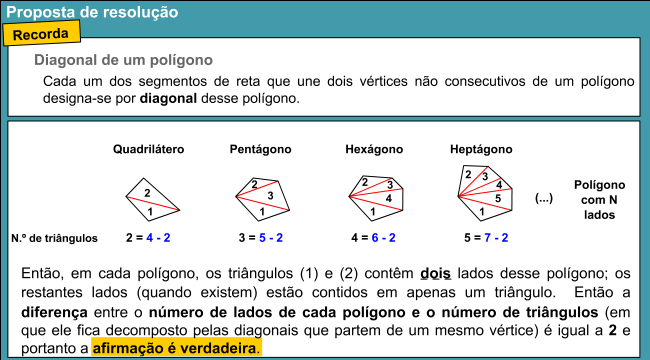 Proposta de resolução
Recorda
Diagonal de um polígono
Cada um dos segmentos de reta que une dois vértices não consecutivos de um polígono
designa-se por diagonal desse polígono.
Quadrilátero Pentágono Hexágono Heptágono
2 1
2 3 1
2 3 4 1
2 3 4 5 1
(...)
Polígono
com N
lados
N.º de triângulos 2 = 4 - 2 3 = 5 - 2 4 = 6 - 2 5 = 7 - 2
Então, em cada polígono, os triângulos (1) e (2) contêm dois lados desse polígono; os
restantes lados (quando existem) estão contidos em apenas um triângulo. Então a
diferença entre o número de lados de cada polígono e o número de triângulos (em
que ele fica decomposto pelas diagonais que partem de um mesmo vértice) é igual a 2 e
portanto a afirmação é verdadeira.